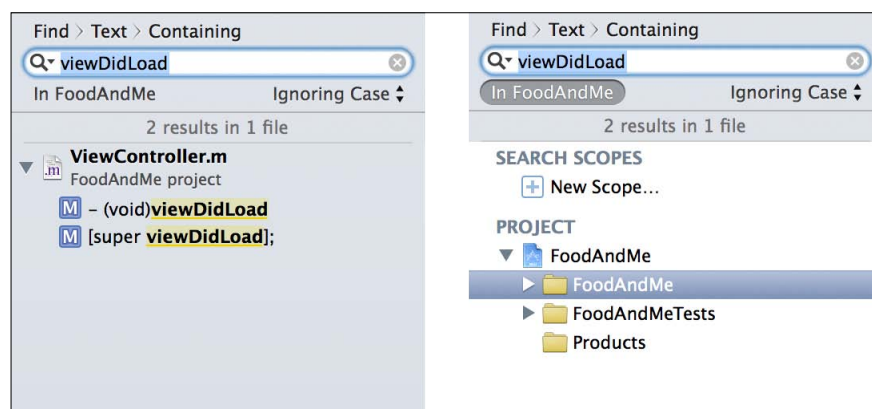 Find > Text > Containing
viewDidLoad
In FoodAndMe Ignoring Case
2 results in 1 file
ViewController.m
.m
FoodAndMe project
M - (void)viewDidLoad
M [super viewDidLoad];
Find > Text > Containing
viewDidLoad
In FoodAndMe Ignoring Case
2 results in 1 file
SEARCH SCOPES
New Scope...
PROJECT
FoodAndMe
FoodAndMe
FoodAndMeTests
Products